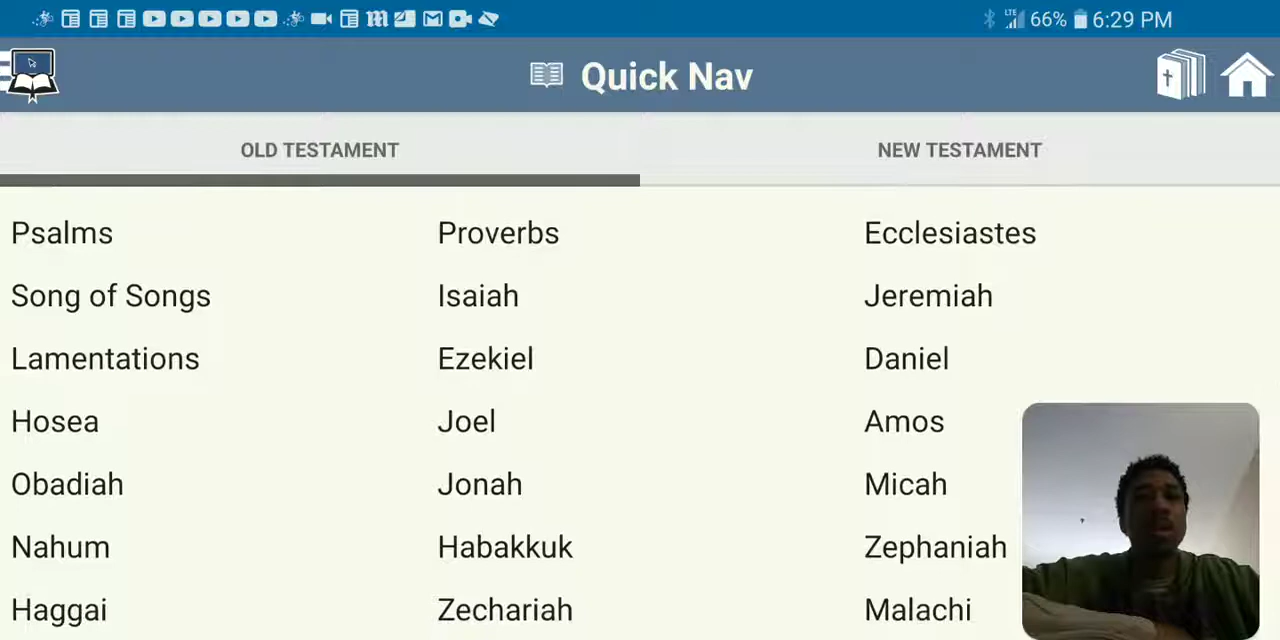 LTE 66% 6:29 PM
Quick Nav
OLD TESTAMENT NEW TESTAMENT
Psalms Proverbs Ecclesiastes
Song of Songs Isaiah Jeremiah
Lamentations Ezekiel Daniel
Hosea Joel Amos
Obadiah Jonah Micah
Nahum Habakkuk Zephaniah
Haggai Zechariah Malachi